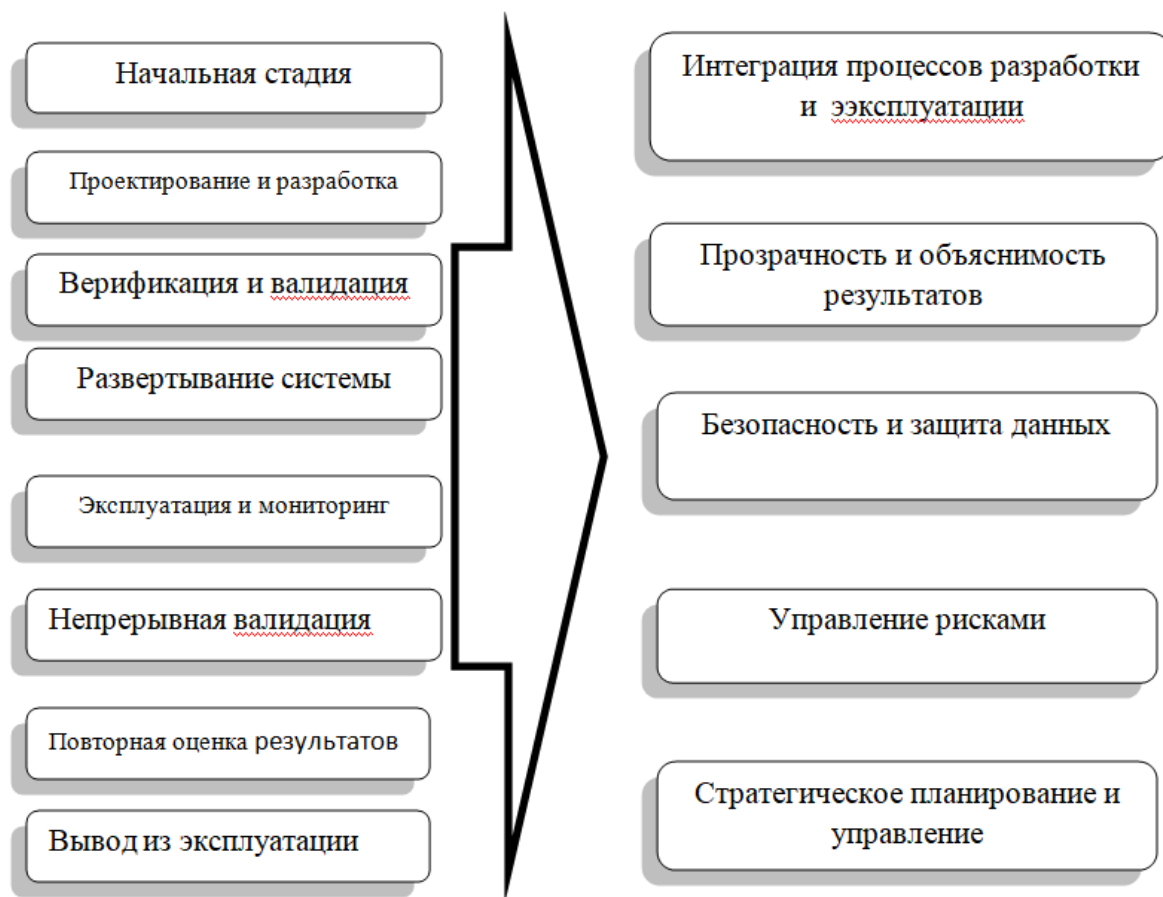 Начальная стадия
Проектирование и разработка
Верификация и валидация
Развертывание системы
Эксплуатация и мониторинг
Непрерывная валидация
Повторная оценка результатов
Вывод из эксплуатации
Интеграция процессов разработки
и ээксплуатации
Прозрачность и объяснимость
результатов
Безопасность и защита данных
Управление рисками
Стратегическое планирование и
управление